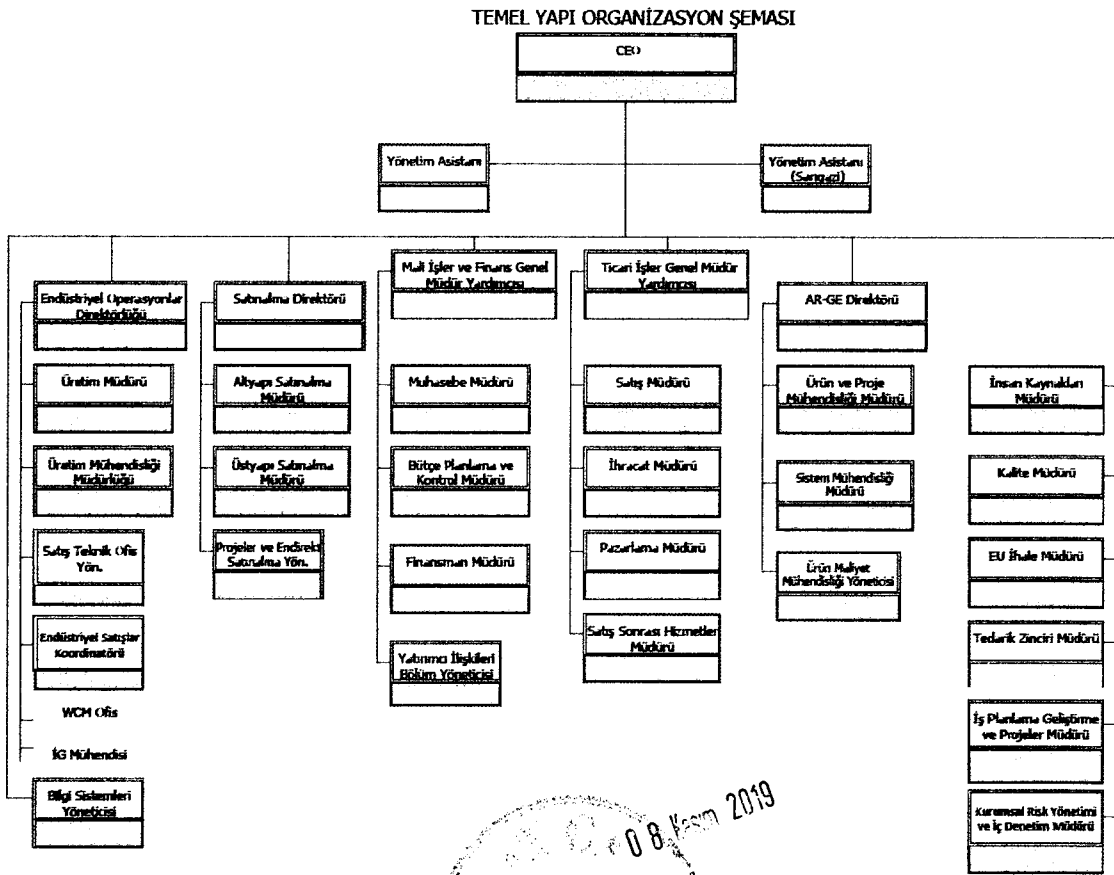 TEMEL YAPI ORGANİZASYON ŞEMASI
CEO
Yönetim Asistanı
Yönetim Asistanı
(Sarıgazi)
Endüstriyel Operasyonlar
Direktörlüğü
Üretim Müdürü
Üretim Mühendisliği
Müdürlüğü
Satış Teknik Ofis
Yön.
Endüstriyel Satışlar
Koordinatörü
WCM Ofis
İG Mühendisi
Bilgi Sistemleri
Yöneticisi
Satınalma Direktörü
Altyapı Satınalma
Müdürü
Üstyapı Satınalma
Müdürü
Projeler ve Endirekt
Satınalma Yön.
Mali İşler ve Finans Genel
Müdür Yardımcısı
Muhasebe Müdürü
Bütçe Planlama ve
Kontrol Müdürü
Finansman Müdürü
Yatırımcı İlişkileri
Bölüm Yöneticisi
Ticari İşler Genel Müdür
Yardımcısı
Satış Müdürü
İhracat Müdürü
Pazarlama Müdürü
Satış Sonrası Hizmetler
Müdürü
AR-GE Direktörü
Ürün ve Proje
Mühendisliği Müdürü
Sistem Mühendisliği
Müdürü
Ürün Maliyet
Mühendisliği Yöneticisi
İnsan Kaynakları
Müdürü
Kalite Müdürü
EU İhale Müdürü
Tedarik Zinciri Müdürü
İş Planlama Geliştirme
ve Projeler Müdürü
Kurumsal Risk Yönetimi
ve İç Denetim Müdürü
08 Kasım 2019